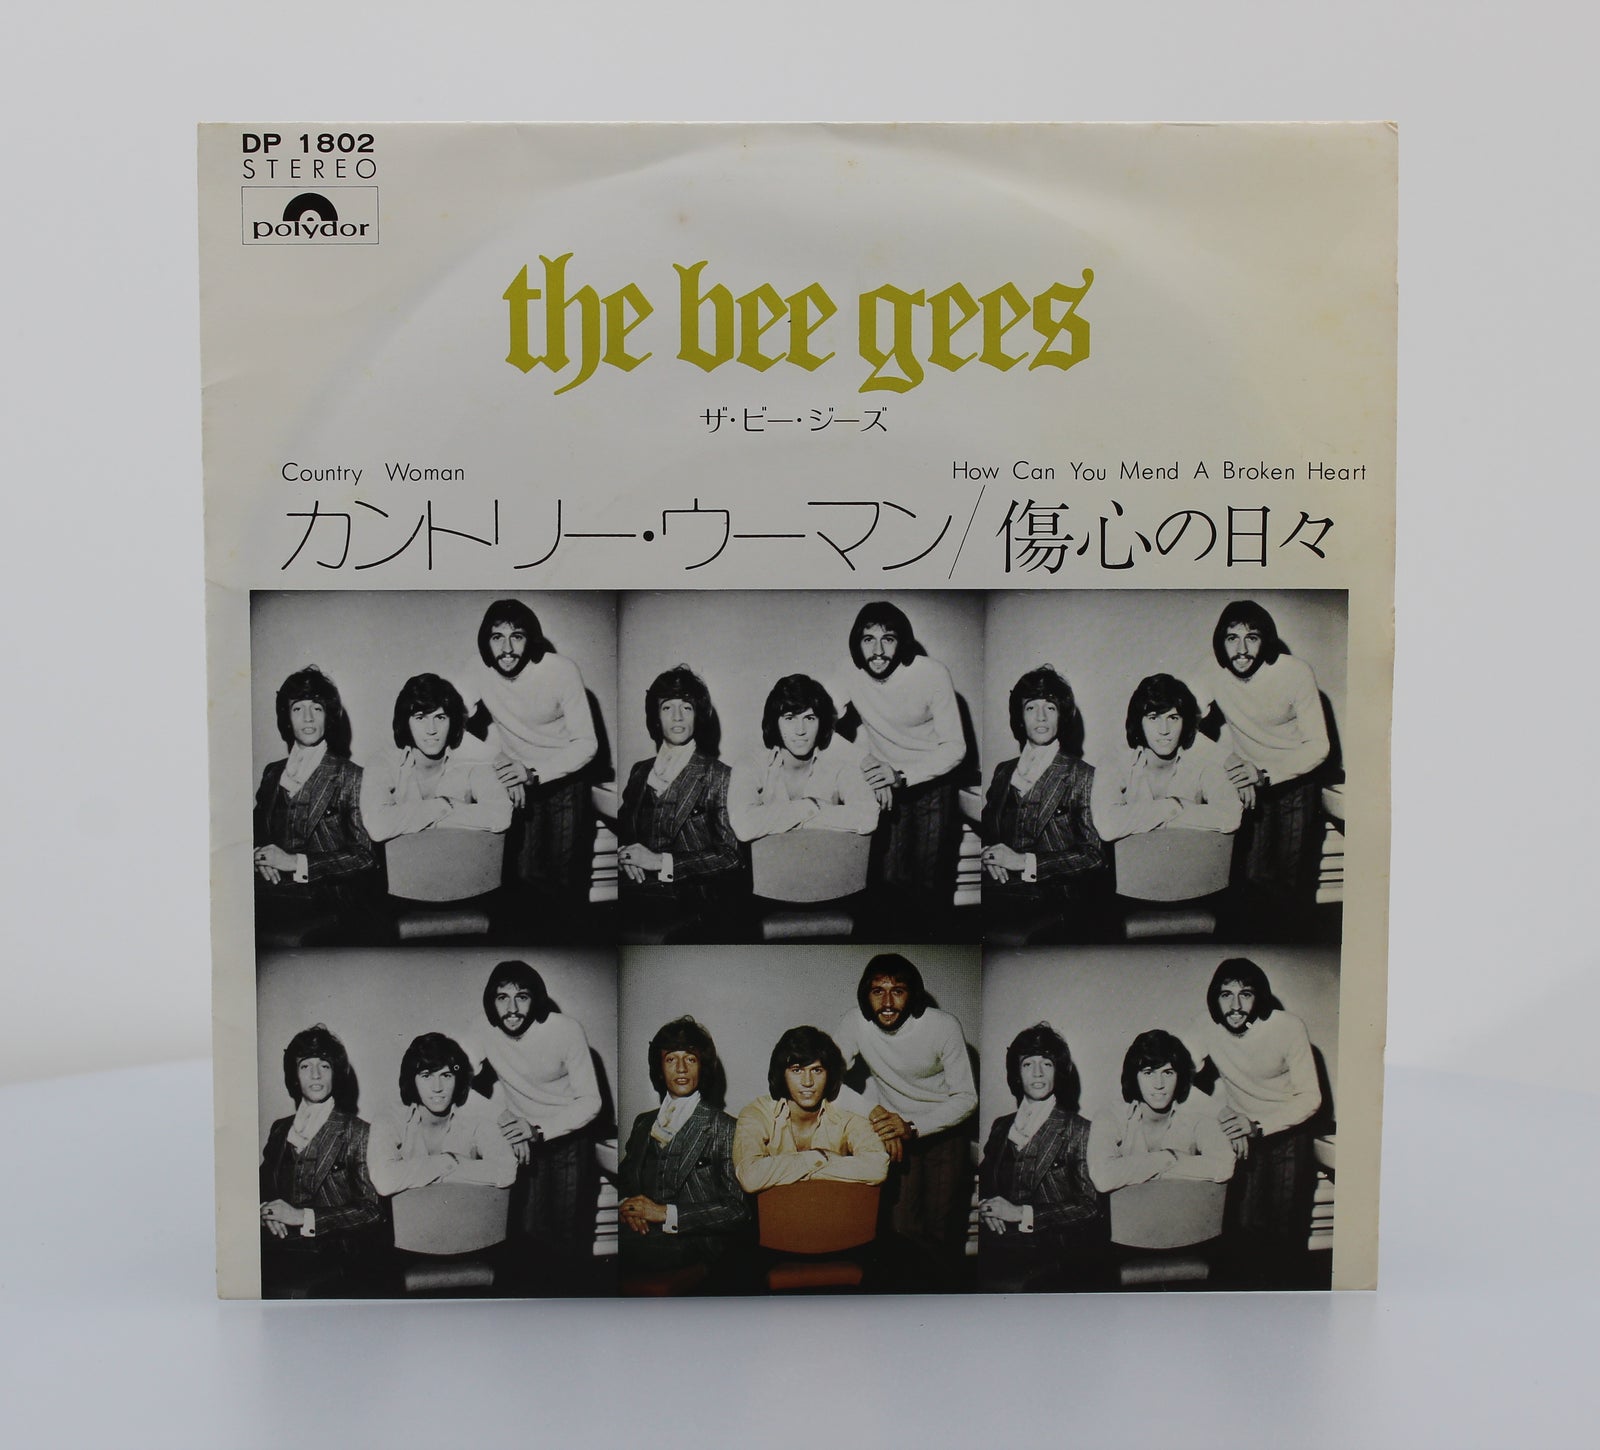 DP 1802
STEREO
polydor
the bee gees
ザ・ビー・ジーズ
Country Woman
How Can You Mend A Broken Heart
カントリー・ウーマン/傷心の日々